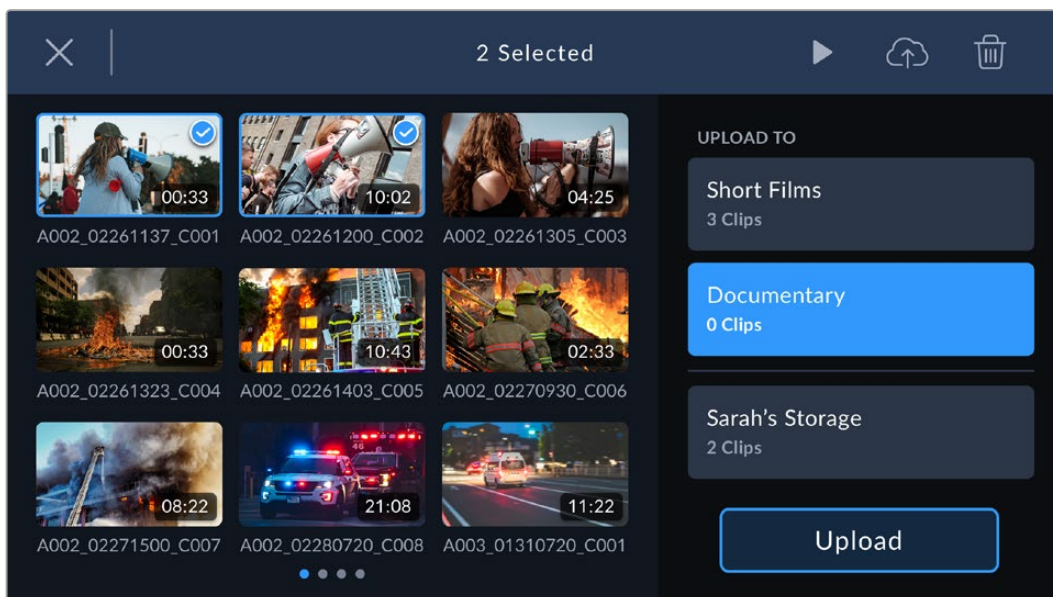 2 Selected
00:33
10:02
04:25
A002_02261137_C001
A002_02261200_C002
A002_02261305_C003
00:33
10:43
02:33
A002_02261323_C004
A002_02261403_C005
A002_02270930_C006
08:22
21:08
11:22
A002_02271500_C007
A002_02280720_C008
A003_01310720_C001
UPLOAD TO
Short Films
3 Clips
Documentary
0 Clips
Sarah's Storage
2 Clips
Upload